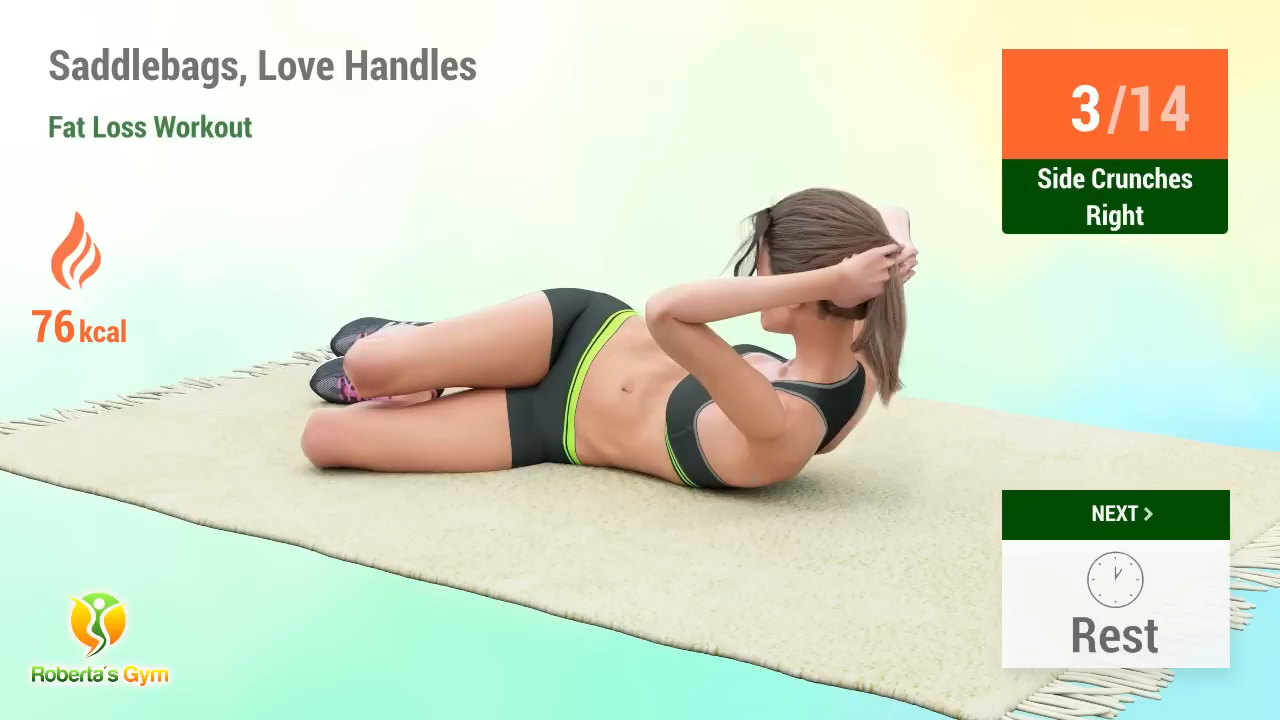 Saddlebags, Love Handles
Fat Loss Workout
3/14
Side Crunches
Right
76 kcal
NEXT >
Rest
Roberta´s Gym